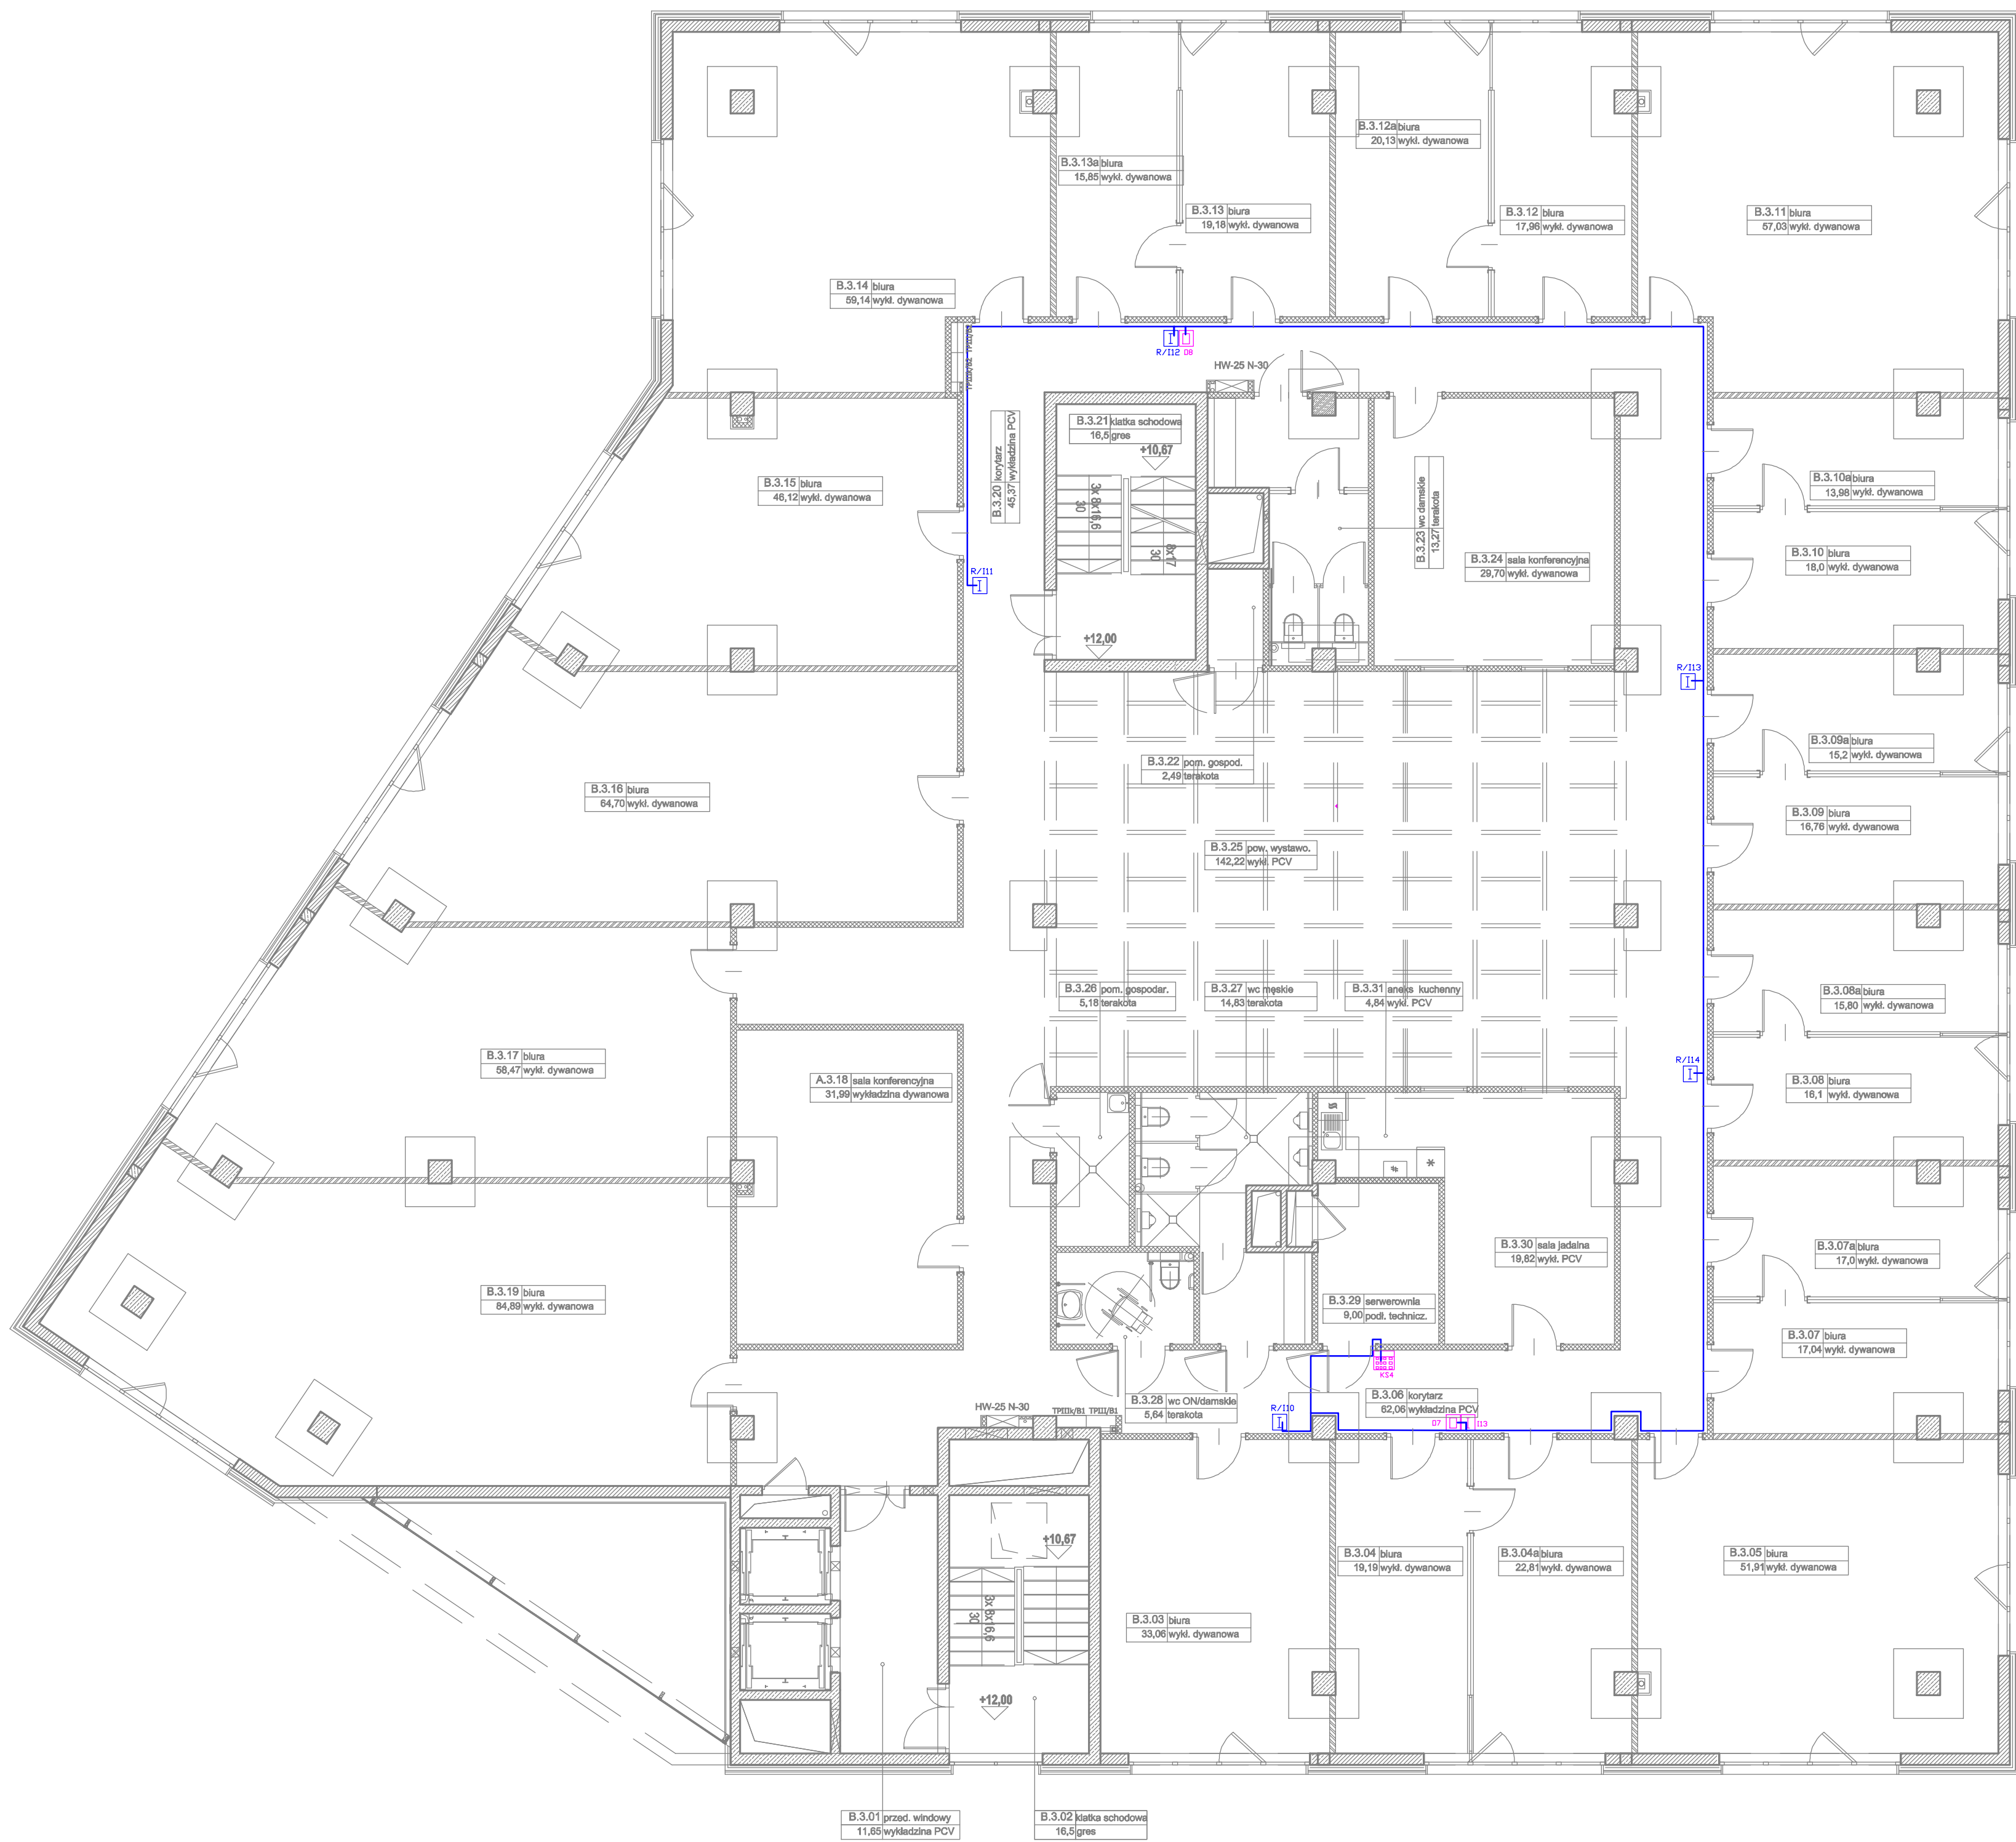 B.3.12a biura
20,13 wykł. dywanowa
B.3.13a biura
15,85 wykł. dywanowa
B.3.13 biura
19,18 wykł. dywanowa
B.3.12 biura
17,96 wykł. dywanowa
B.3.11 biura
57,03 wykł. dywanowa
B.3.14 biura
59,14 wykł. dywanowa
R/I12 D8
HW-25 N-30
B.3.21 klatka schodowa
16,5 gres
+10,67
B.3.20 korytarz
45,37 wykładzina PCV
3x 8x16,6
30
8x17
30
B.3.23 wc damskie
13,27 terakota
B.3.15 biura
46,12 wykł. dywanowa
B.3.10a biura
13,98 wykł. dywanowa
B.3.24 sala konferencyjna
29,70 wykł. dywanowa
B.3.10 biura
18,0 wykł. dywanowa
R/I11
+12,00
R/I13
B.3.09a biura
15,2 wykł. dywanowa
B.3.22 pom. gospod.
2,49 terakota
B.3.16 biura
64,70 wykł. dywanowa
B.3.09 biura
16,76 wykł. dywanowa
B.3.25 pow. wystawo.
142,22 wykł. PCV
B.3.26 pom. gospodar.
5,18 terakota
B.3.27 wc męskie
14,83 terakota
B.3.31 aneks kuchenny
4,84 wykł. PCV
B.3.08a biura
15,80 wykł. dywanowa
B.3.17 biura
58,47 wykł. dywanowa
R/I14
A.3.18 sala konferencyjna
31,99 wykładzina dywanowa
B.3.08 biura
16,1 wykł. dywanowa
B.3.30 sala jadalna
19,82 wykł. PCV
B.3.07a biura
17,0 wykł. dywanowa
B.3.19 biura
84,89 wykł. dywanowa
B.3.29 serwerownia
9,00 podł. technicz.
B.3.07 biura
17,04 wykł. dywanowa
KS4
B.3.28 wc ON/damskie
5,64 terakota
B.3.06 korytarz
62,06 wykładzina PCV
HW-25 N-30
TPIIIk/B1 TPIII/B1
R/I10
D7 I13
+10,67
B.3.04 biura
19,19 wykł. dywanowa
B.3.04a biura
22,81 wykł. dywanowa
B.3.05 biura
51,91 wykł. dywanowa
3x 8x16,6
30
B.3.03 biura
33,06 wykł. dywanowa
+12,00
B.3.01 przed. windowy
11,65 wykładzina PCV
B.3.02 klatka schodowa
16,5 gres